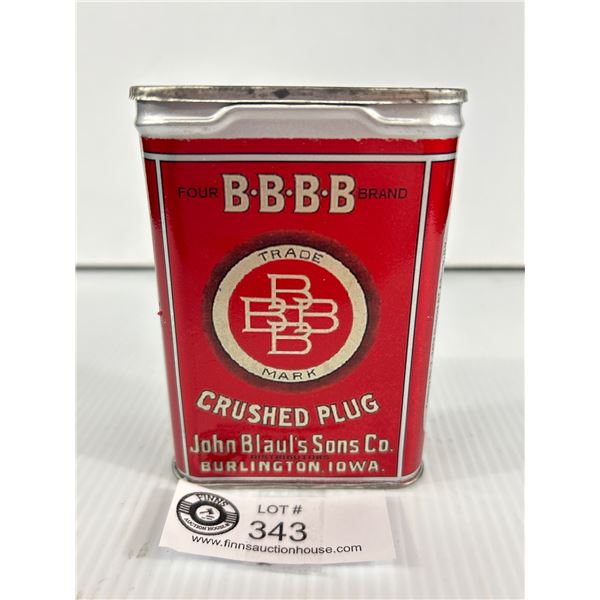 FOUR B·B·B·B BRAND
TRADE
BBBB
MARK
CRUSHED PLUG
John Blaul's Sons Co.
DISTRIBUTORS
BURLINGTON, IOWA.
FINNS
AUCTION HOUSE
LOT #
343
www.finnsauctionhouse.com